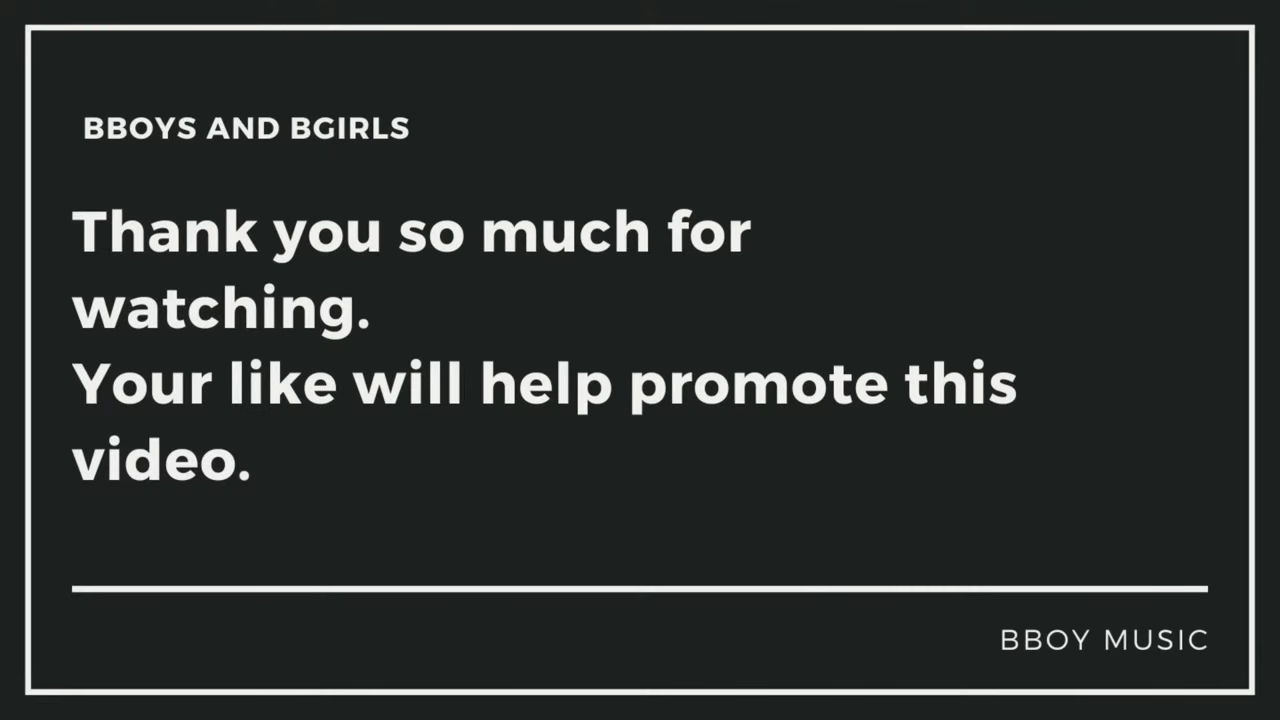 BBOYS AND BGIRLS
Thank you so much for
watching.
Your like will help promote this
video.
BBOY MUSIC